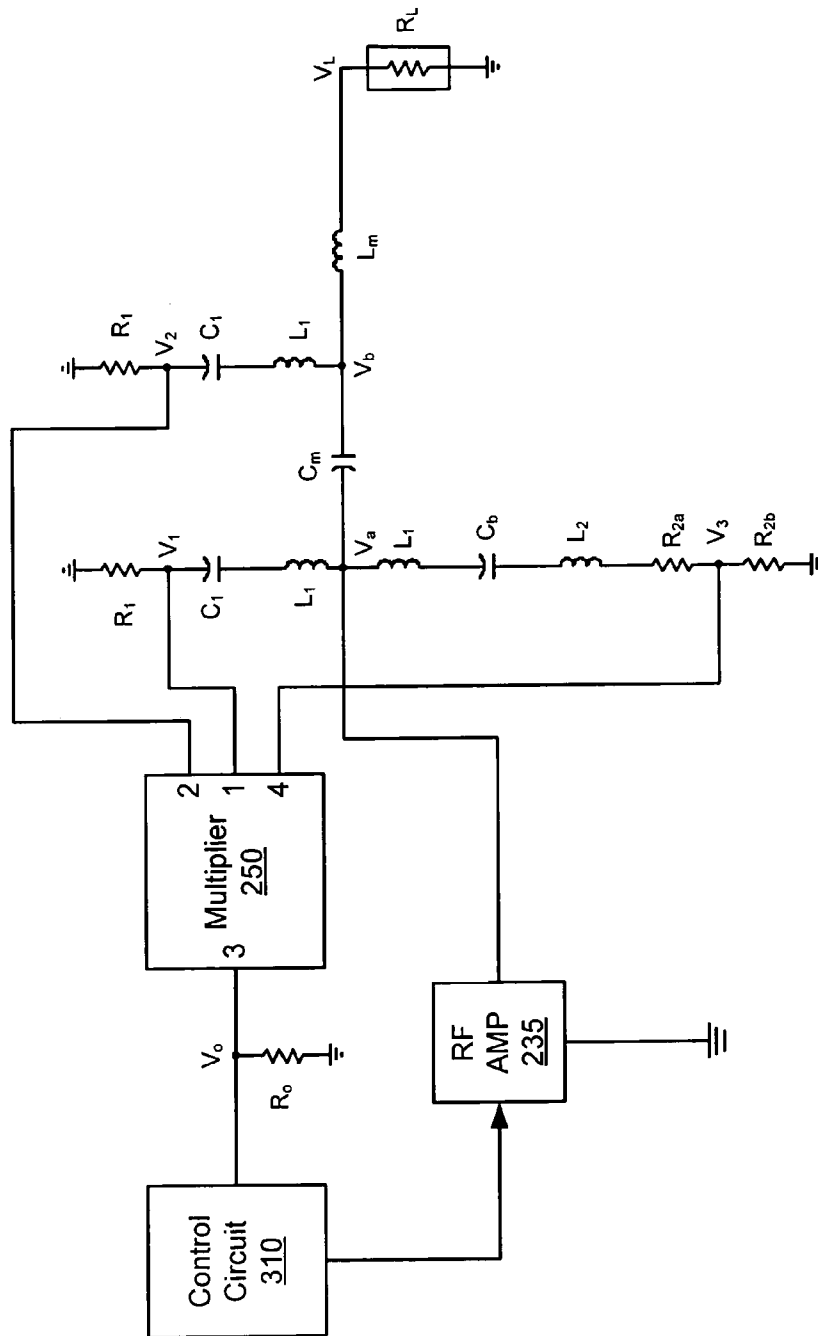 Control
Circuit
310
Vo
Ro
RF
AMP
235
Multiplier
250
3
2
1
4
R1
V1
C1
L1
Va
L1
Cb
L2
R2a
V3
R2b
Cm
R1
V2
C1
L1
Vb
Lm
VL
RL